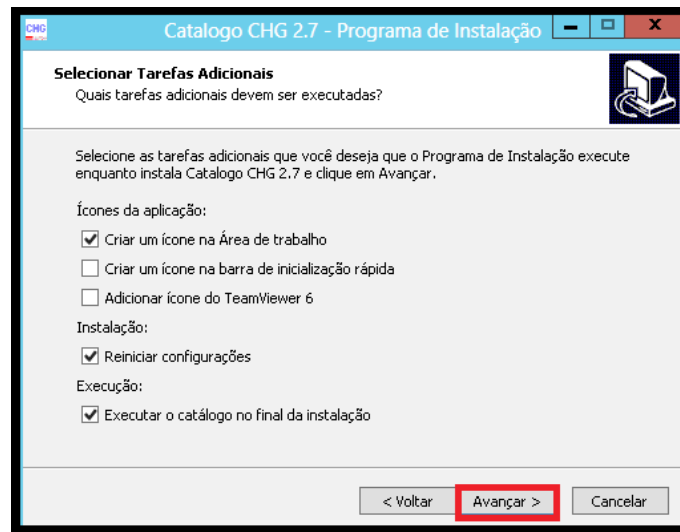 CHG
Catalogo CHG 2.7 - Programa de Instalação
Selecionar Tarefas Adicionais
Quais tarefas adicionais devem ser executadas?
Selecione as tarefas adicionais que você deseja que o Programa de Instalação execute
enquanto instala Catalogo CHG 2.7 e clique em Avançar.
Ícones da aplicação:
Criar um ícone na Área de trabalho
Criar um ícone na barra de inicialização rápida
Adicionar ícone do TeamViewer 6
Instalação:
Reiniciar configurações
Execução:
Executar o catálogo no final da instalação
< Voltar
Avançar >
Cancelar